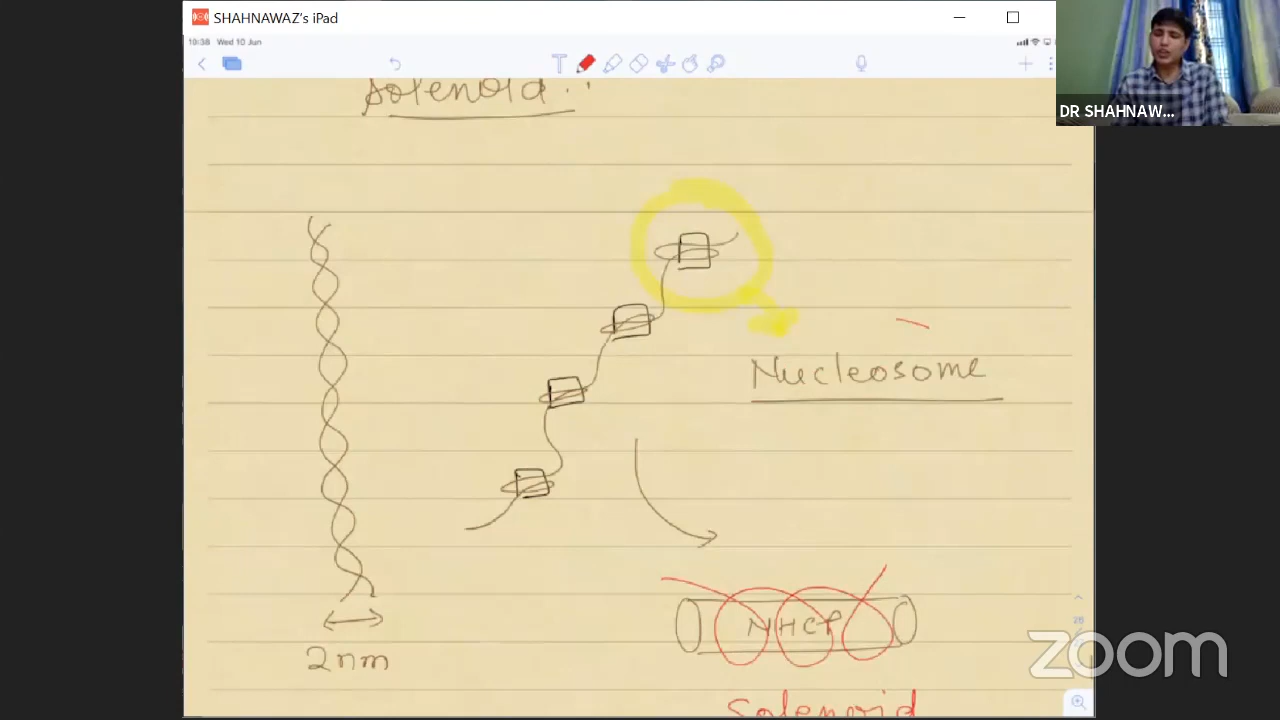 SHAHNAWAZ's iPad
10:38 Wed 10 Jun
DR SHAHNAW...
T
Solenoid :
Nucleosome
NHCP
2nm
Solenoid
zoom